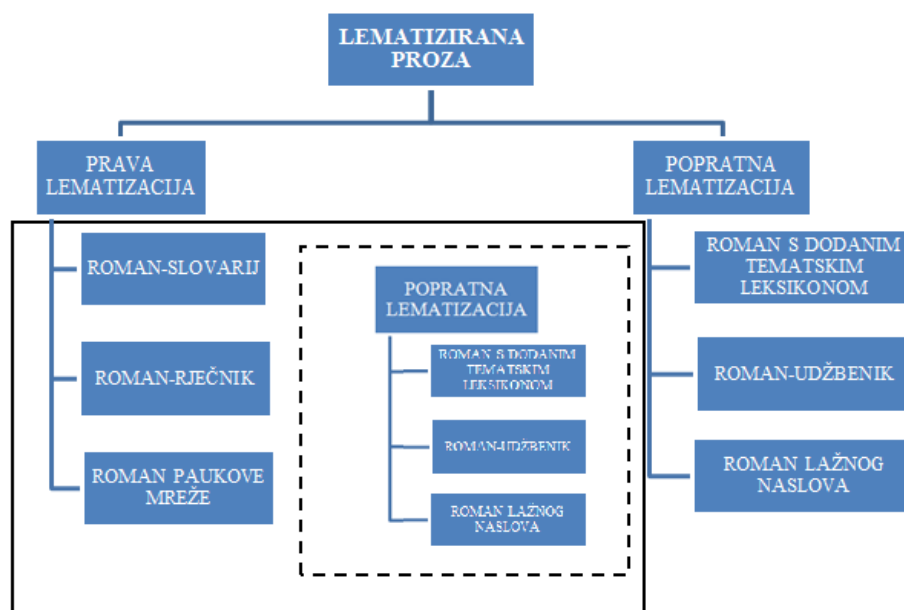 LEMATIZIRANA
PROZA
PRAVA
LEMATIZACIJA
ROMAN-SLOVARIJ
ROMAN-RJEČNIK
ROMAN PAUKOVE
MREŽE
POPRATNA
LEMATIZACIJA
ROMAN S DODANIM
TEMATSKIM
LEKSIKONOM
ROMAN-UDŽBENIK
ROMAN LAŽNOG
NASLOVA
POPRATNA
LEMATIZACIJA
ROMAN S DODANIM
TEMATSKIM
LEKSIKONOM
ROMAN-UDŽBENIK
ROMAN LAŽNOG
NASLOVA